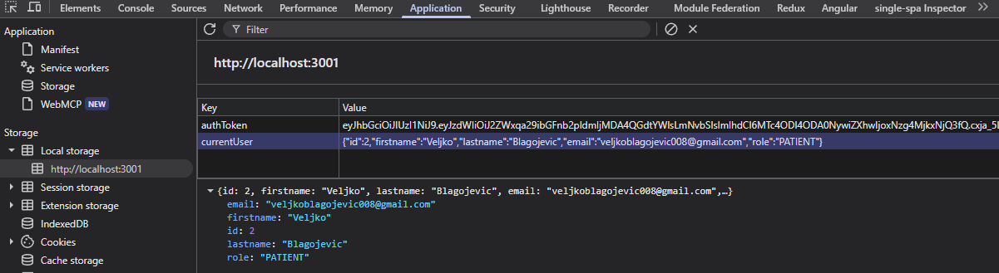 Elements Console Sources Network Performance Memory Application Security Lighthouse Recorder Module Federation Redux Angular single-spa Inspector
Application
Manifest
Service workers
Storage
WebMCP NEW
Storage
Local storage
http://localhost:3001
Session storage
Extension storage
IndexedDB
Cookies
Cache storage
Filter
http://localhost:3001
Key Value
authToken
currentUser {"id":2,"firstname":"Veljko","lastname":"Blagojevic","email":"veljkoblagojevic008@gmail.com","role":"PATIENT"}
{id: 2, firstname: "Veljko", lastname: "Blagojevic", email: "veljkoblagojevic008@gmail.com",…}
email: "veljkoblagojevic008@gmail.com"
firstname: "Veljko"
id: 2
lastname: "Blagojevic"
role: "PATIENT"